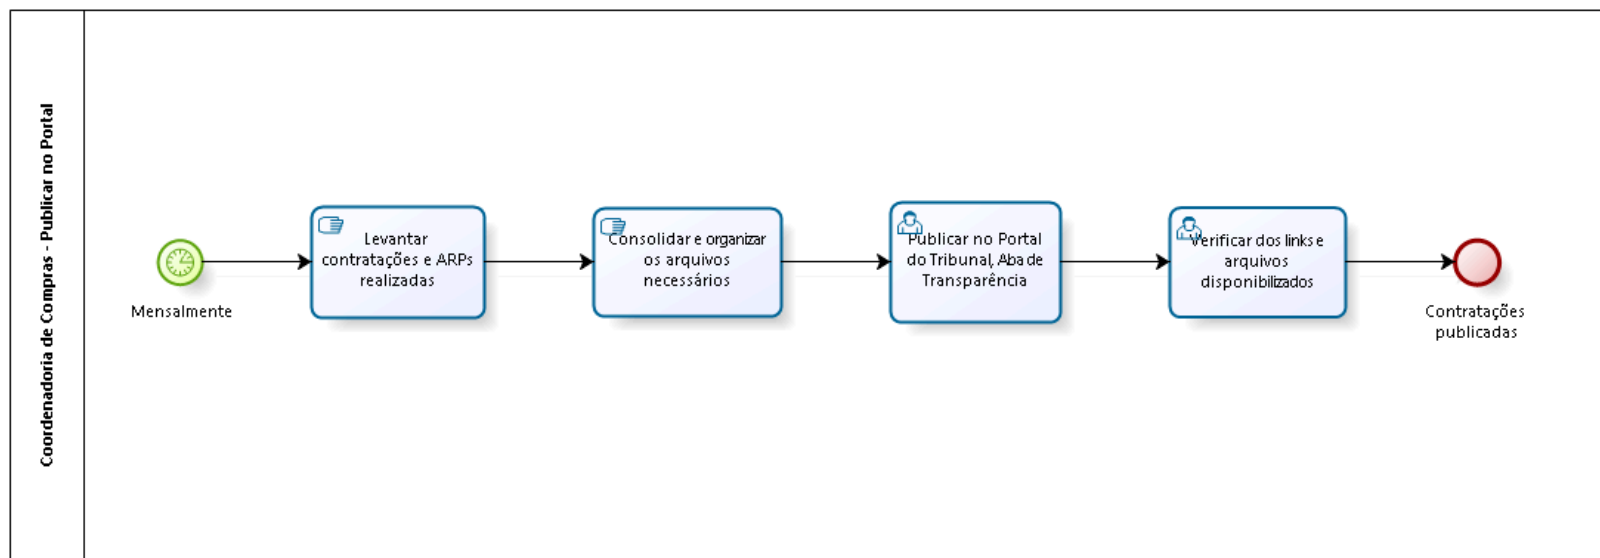 Coordenadoria de Compras - Publicar no Portal
Mensalmente
Levantar
contratações e ARPs
realizadas
Consolidar e organizar
os arquivos
necessários
Publicar no Portal
do Tribunal, Aba de
Transparência
Verificar dos links e
arquivos
disponibilizados
Contratações
publicadas